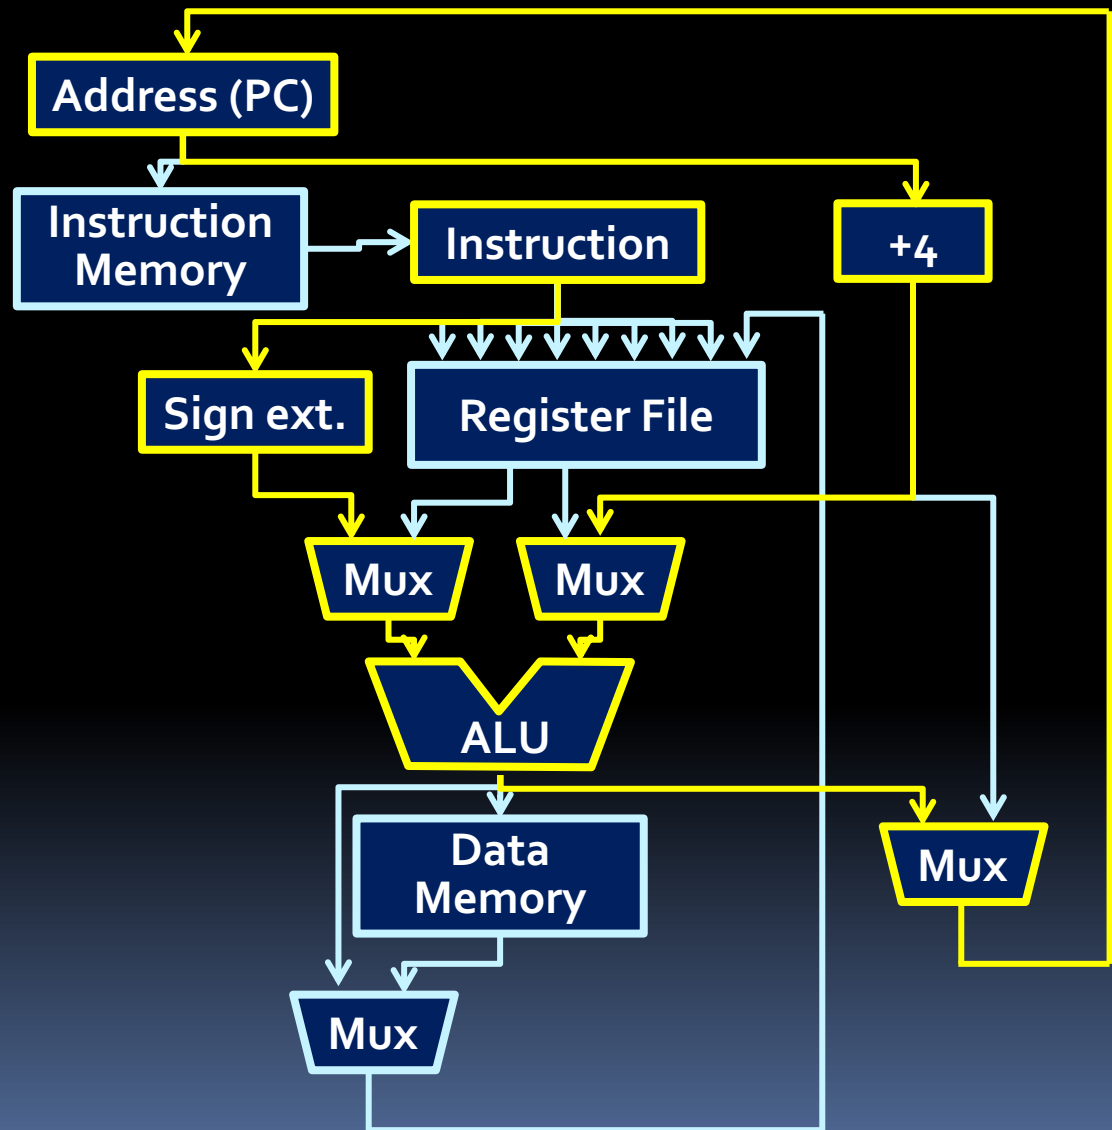 Address (PC)
Instruction
Memory
Instruction
+4
Sign ext.
Register File
Mux
Mux
ALU
Data
Memory
Mux
Mux